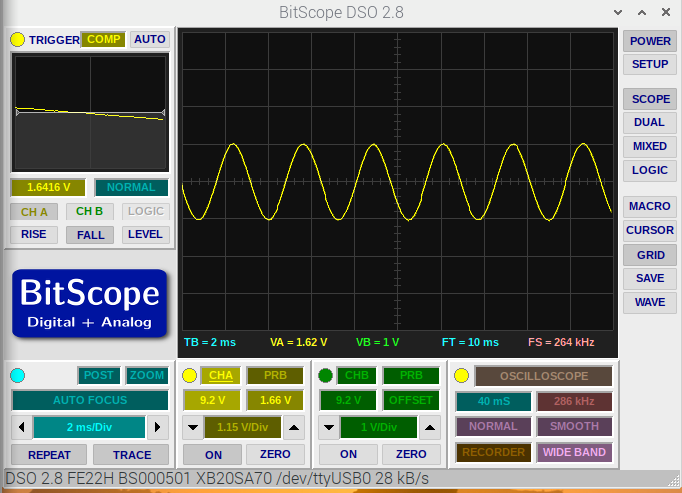 BitScope DSO 2.8
TRIGGER COMP AUTO
POWER
SETUP
SCOPE
DUAL
MIXED
LOGIC
1.6416 V NORMAL
CH A CH B LOGIC
RISE FALL LEVEL
MACRO
CURSOR
GRID
SAVE
WAVE
BitScope
Digital + Analog
TB = 2 ms VA = 1.62 V VB = 1 V FT = 10 ms FS = 264 kHz
POST ZOOM CHA PRB CHB PRB OSCILLOSCOPE
AUTO FOCUS 9.2 V 1.66 V 9.2 V OFFSET 40 mS 286 kHz
2 ms/Div 1.15 V/Div 1 V/Div NORMAL SMOOTH
REPEAT TRACE ON ZERO ON ZERO RECORDER WIDE BAND
DSO 2.8 FE22H BS000501 XB20SA70 /dev/ttyUSB0 28 kB/s